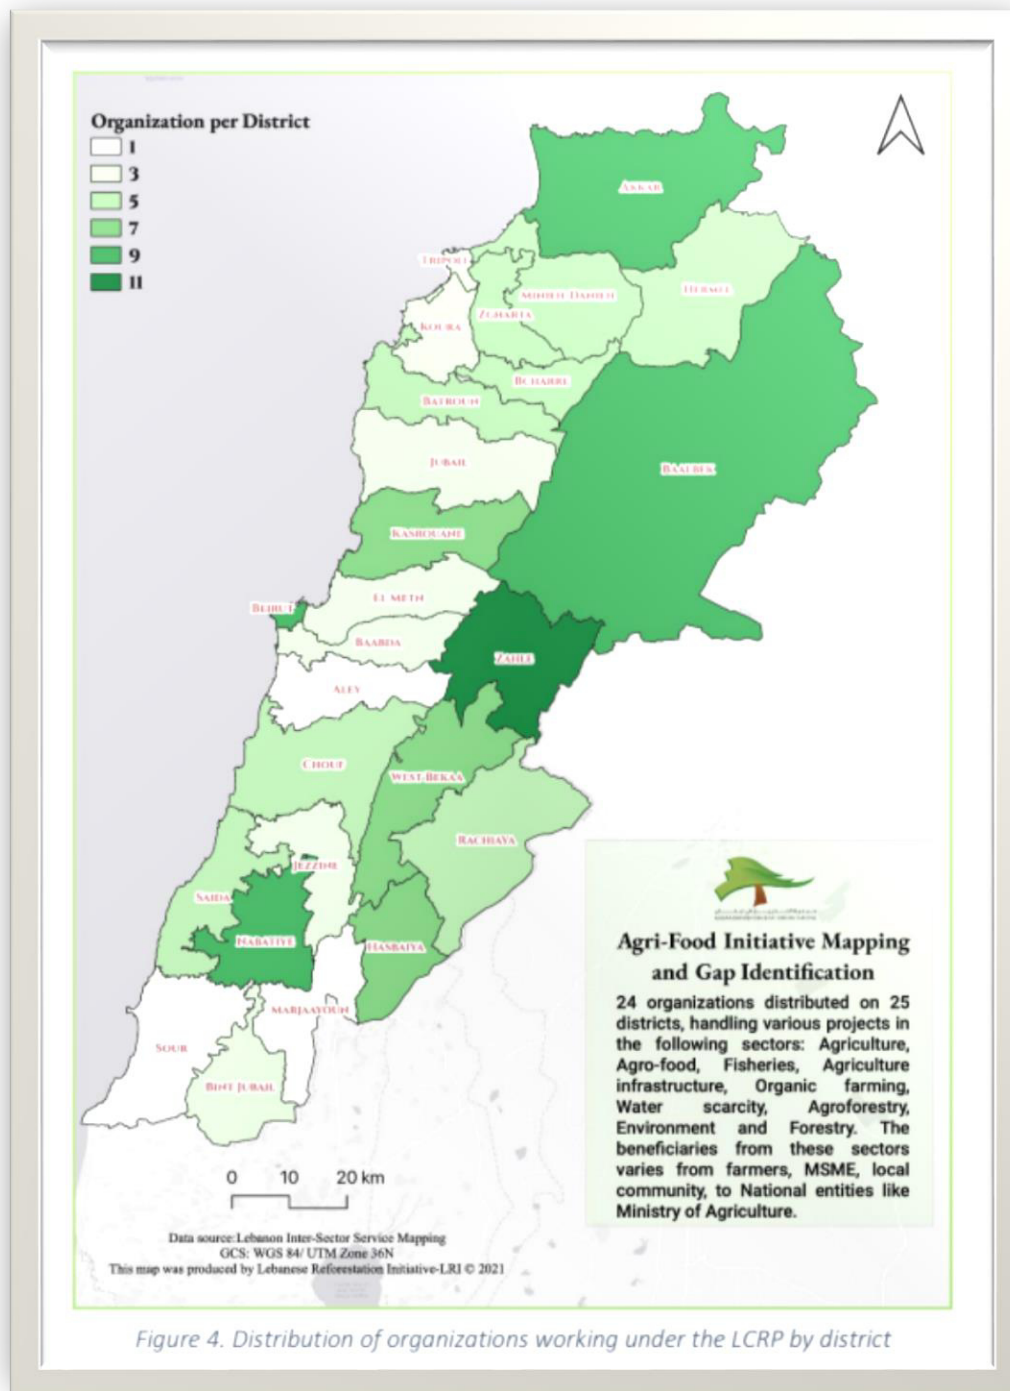 Organization per District
1
3
5
7
9
11
AKKAR
TRIPOLI
HERMEL
MINIEH-DANIEH
ZGHARTA
KOURA
BCHARRE
BATROUN
JUBAIL
BAALBEK
KASROUANE
EL METN
BEIRUT
BAABDA
ZAHLE
ALEY
CHOUF
WEST BEKAA
RACHIAYA
JEZZINE
SAIDA
NABATIYE
HASBAIYA
MARJAAYOUN
SOUR
BINT JUBAIL
Agri-Food Initiative Mapping
and Gap Identification
24 organizations distributed on 25
districts, handling various projects in
the following sectors: Agriculture,
Agro-food, Fisheries, Agriculture
infrastructure, Organic farming,
Water scarcity, Agroforestry,
Environment and Forestry. The
beneficiaries from these sectors
varies from farmers, MSME, local
community, to National entities like
Ministry of Agriculture.
0 10 20 km
Data source:Lebanon Inter-Sector Service Mapping
GCS: WGS 84/ UTM Zone 36N
This map was produced by Lebanese Reforestation Initiative-LRI © 2021
Figure 4. Distribution of organizations working under the LCRP by district